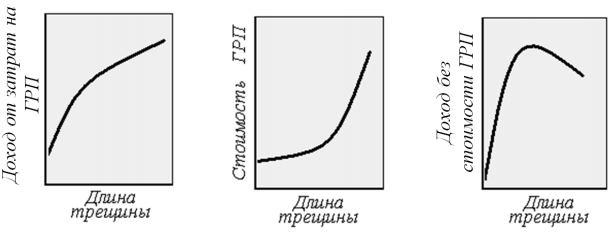 Доход от затрат на
ГРП
Длина
трещины
Стоимость ГРП
Длина
трещины
Доход без
стоимости ГРП
Длина
трещины